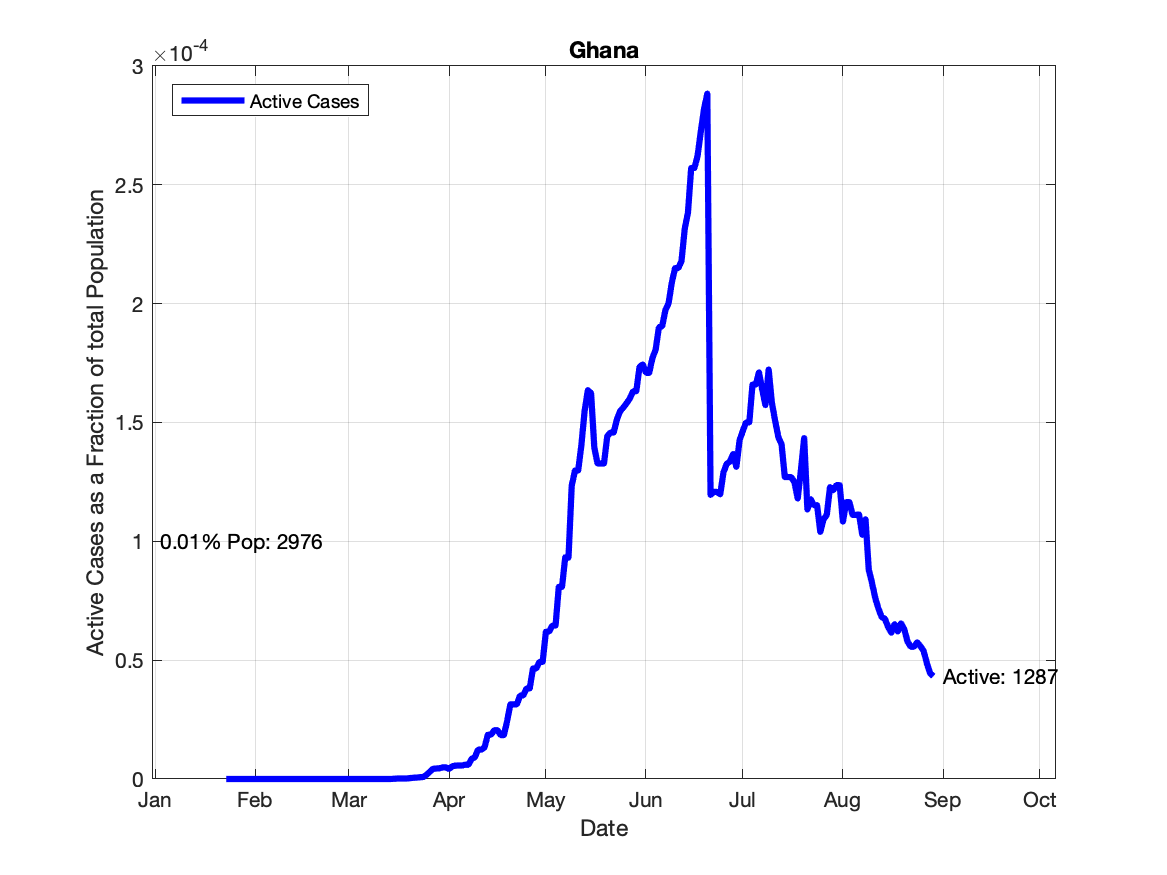 Ghana
×10-4
3
2.5
2
1.5
1
0.5
0
Active Cases as a Fraction of total Population
Active Cases
0.01% Pop: 2976
Active: 1287
Jan Feb Mar Apr May Jun Jul Aug Sep Oct
Date